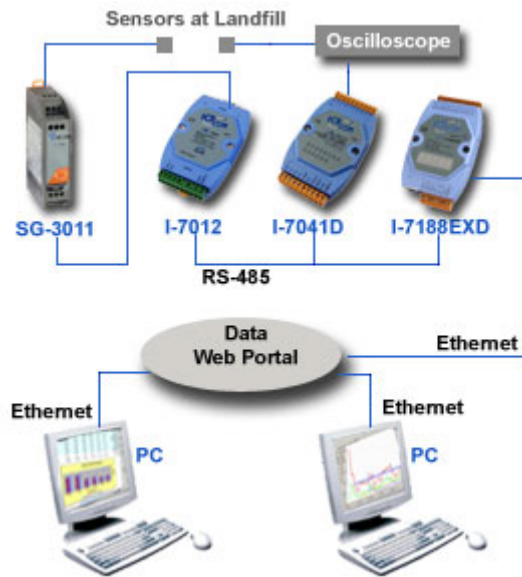 Sensors at Landfill
Oscilloscope
SG-3011
I-7012
I-7041D
I-7188EXD
RS-485
Data
Web Portal
Ethernet
Ethernet
Ethernet
PC
PC